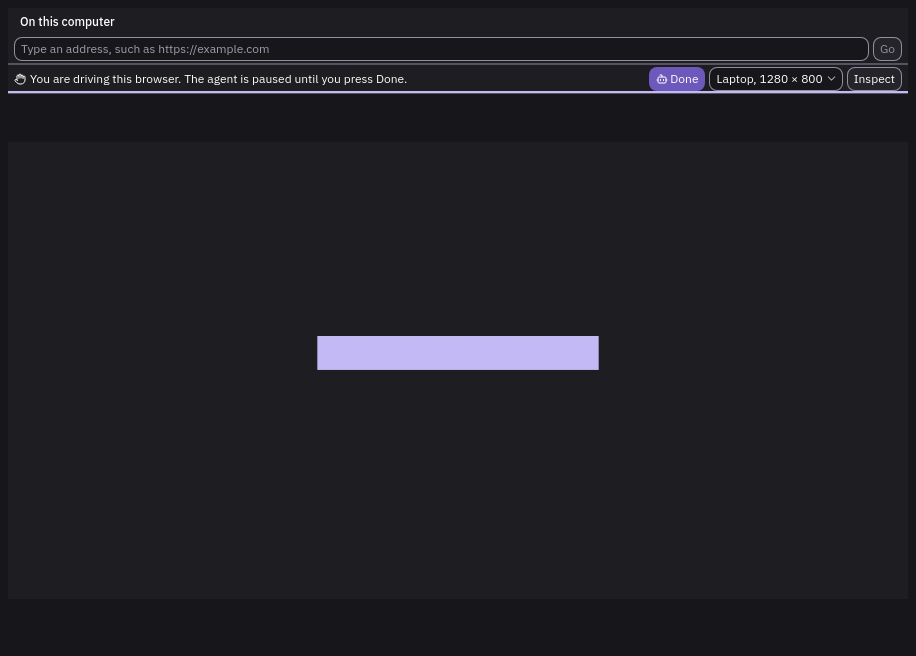 On this computer
Type an address, such as https://example.com
Go
You are driving this browser. The agent is paused until you press Done.
Done
Laptop, 1280 × 800
Inspect